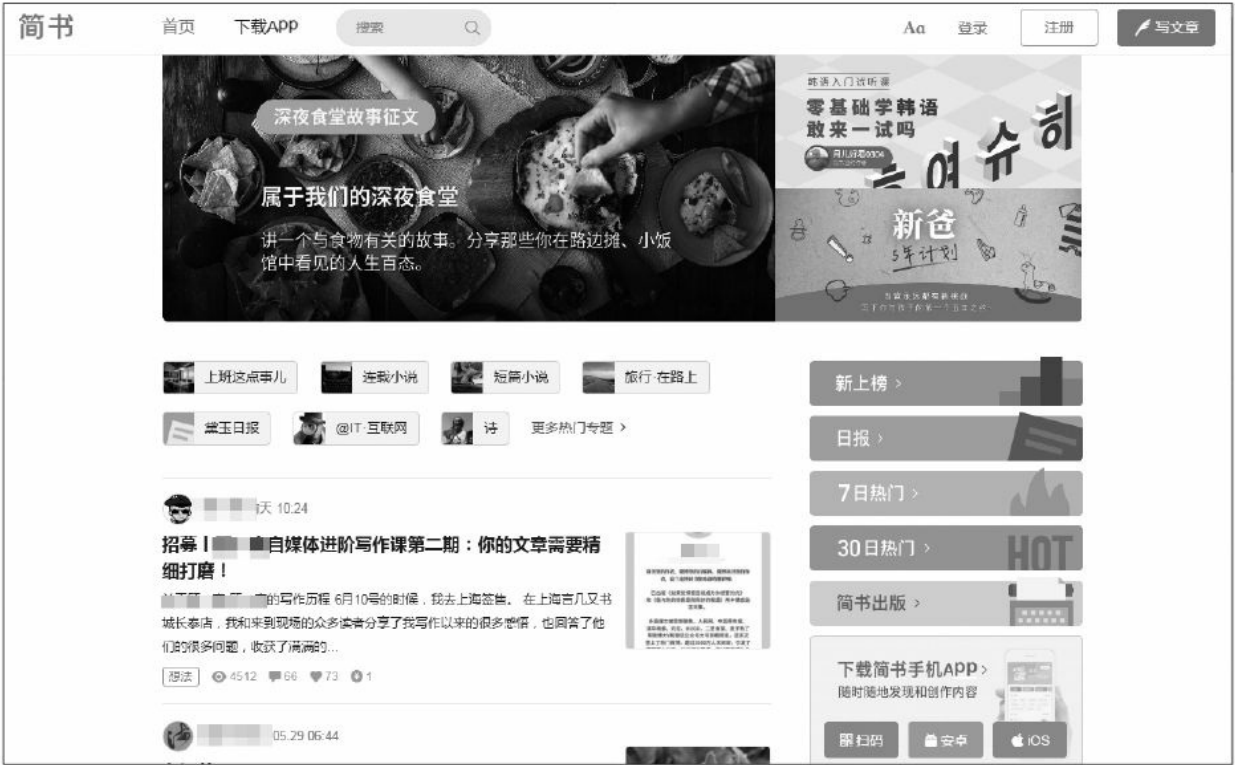 简书
首页 下载APP 搜索 Aa 登录 注册 写文章
深夜食堂故事征文
属于我们的深夜食堂
讲一个与食物有关的故事。分享那些你在路边摊、小饭
馆中看见的人生百态。
韩语入门试听课
零基础学韩语
敢来一试吗
여슈히
新爸
5年计划
上班这点事儿 连载小说 短篇小说 旅行·在路上
黛玉日报 @IT·互联网 诗 更多热门专题 >
新上榜 >
日报 >
7日热门 >
30日热门 >
HOT
简书出版 >
天 10:24
招募丨 自媒体进阶写作课第二期：你的文章需要精
细打磨！
的写作历程 6月10号的时候，我去上海签售。 在上海言几又书
城长泰店，我和来到现场的众多读者分享了我写作以来的很多感悟，也回答了他
们的很多问题，收获了满满的...
想法 4512 66 73 1
05.29 06:44
下载简书手机APP >
随时随地发现和创作内容
扫码 安卓 iOS